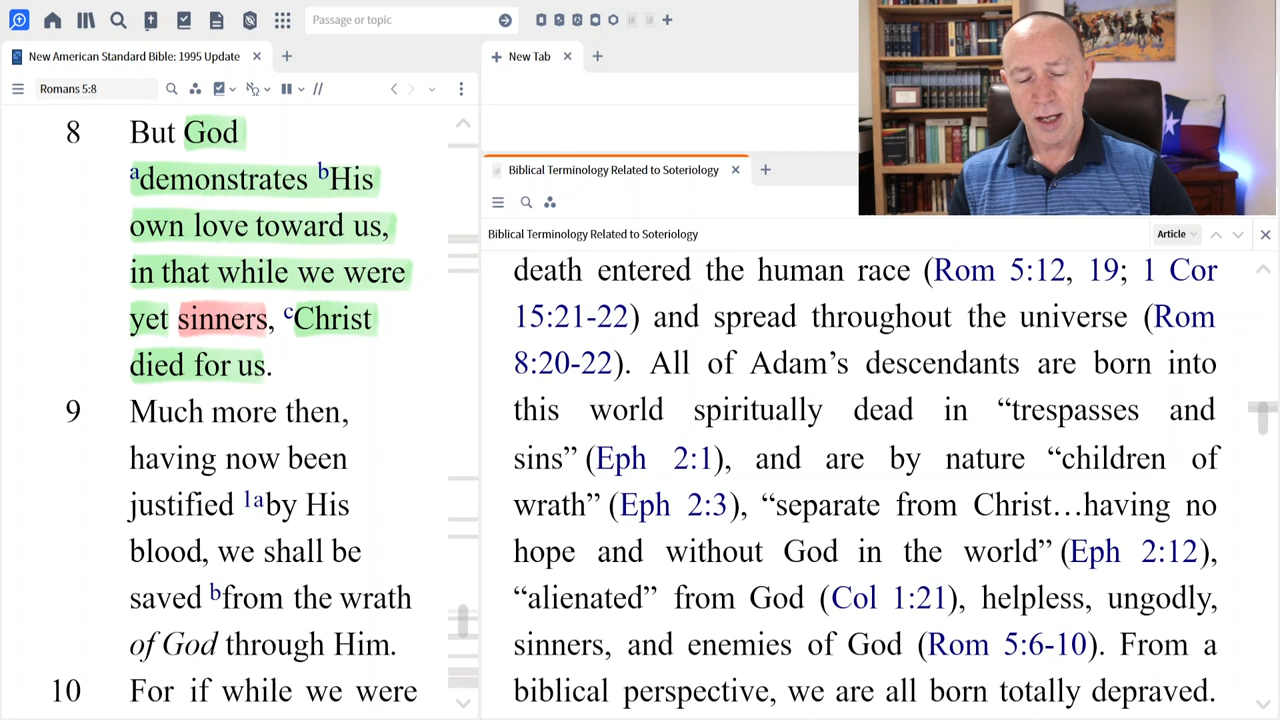 Passage or topic
New American Standard Bible: 1995 Update
New Tab
Romans 5:8
8 But God
ademonstrates bHis
own love toward us,
in that while we were
yet sinners, cChrist
died for us.
9 Much more then,
having now been
justified 1aby His
blood, we shall be
saved bfrom the wrath
of God through Him.
10 For if while we were
Biblical Terminology Related to Soteriology
Biblical Terminology Related to Soteriology
Article
death entered the human race (Rom 5:12, 19; 1 Cor
15:21-22) and spread throughout the universe (Rom
8:20-22). All of Adam’s descendants are born into
this world spiritually dead in “trespasses and
sins” (Eph 2:1), and are by nature “children of
wrath” (Eph 2:3), “separate from Christ…having no
hope and without God in the world” (Eph 2:12),
“alienated” from God (Col 1:21), helpless, ungodly,
sinners, and enemies of God (Rom 5:6-10). From a
biblical perspective, we are all born totally depraved.